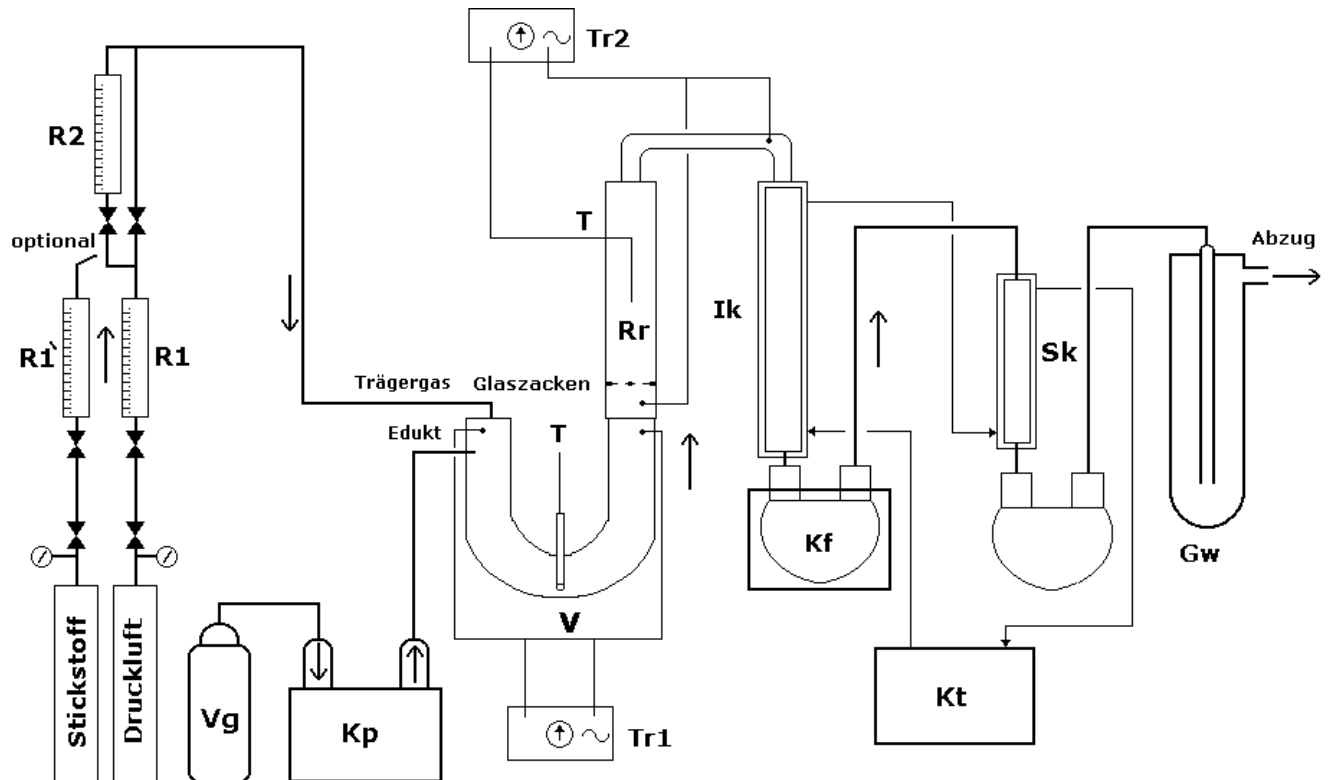 Tr2
R2
optional
T
Abzug
R1`
R1
Rr
Ik
Sk
Trägergas
Glaszacken
Edukt
T
Kf
Gw
V
Stickstoff
Druckluft
Vg
Kp
Tr1
Kt